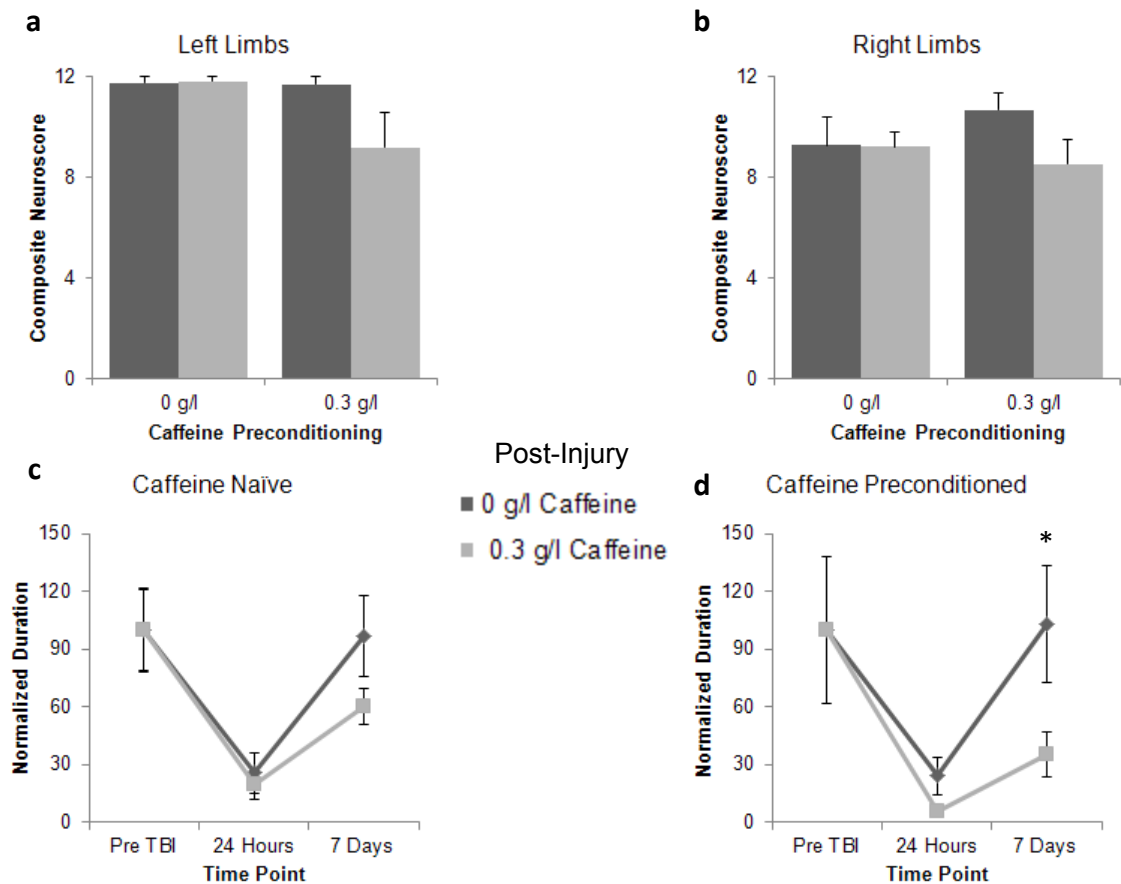 a
Left Limbs
12
8
4
0
Coomposite Neuroscore
0 g/l
0.3 g/l
Caffeine Preconditioning
b
Right Limbs
12
8
4
0
Coomposite Neuroscore
0 g/l
0.3 g/l
Caffeine Preconditioning
Post-Injury
0 g/l Caffeine
0.3 g/l Caffeine
c
Caffeine Naïve
150
120
90
60
30
0
Normalized Duration
Pre TBI
24 Hours
7 Days
Time Point
d
Caffeine Preconditioned
150
120
90
60
30
0
Normalized Duration
*
Pre TBI
24 Hours
7 Days
Time Point